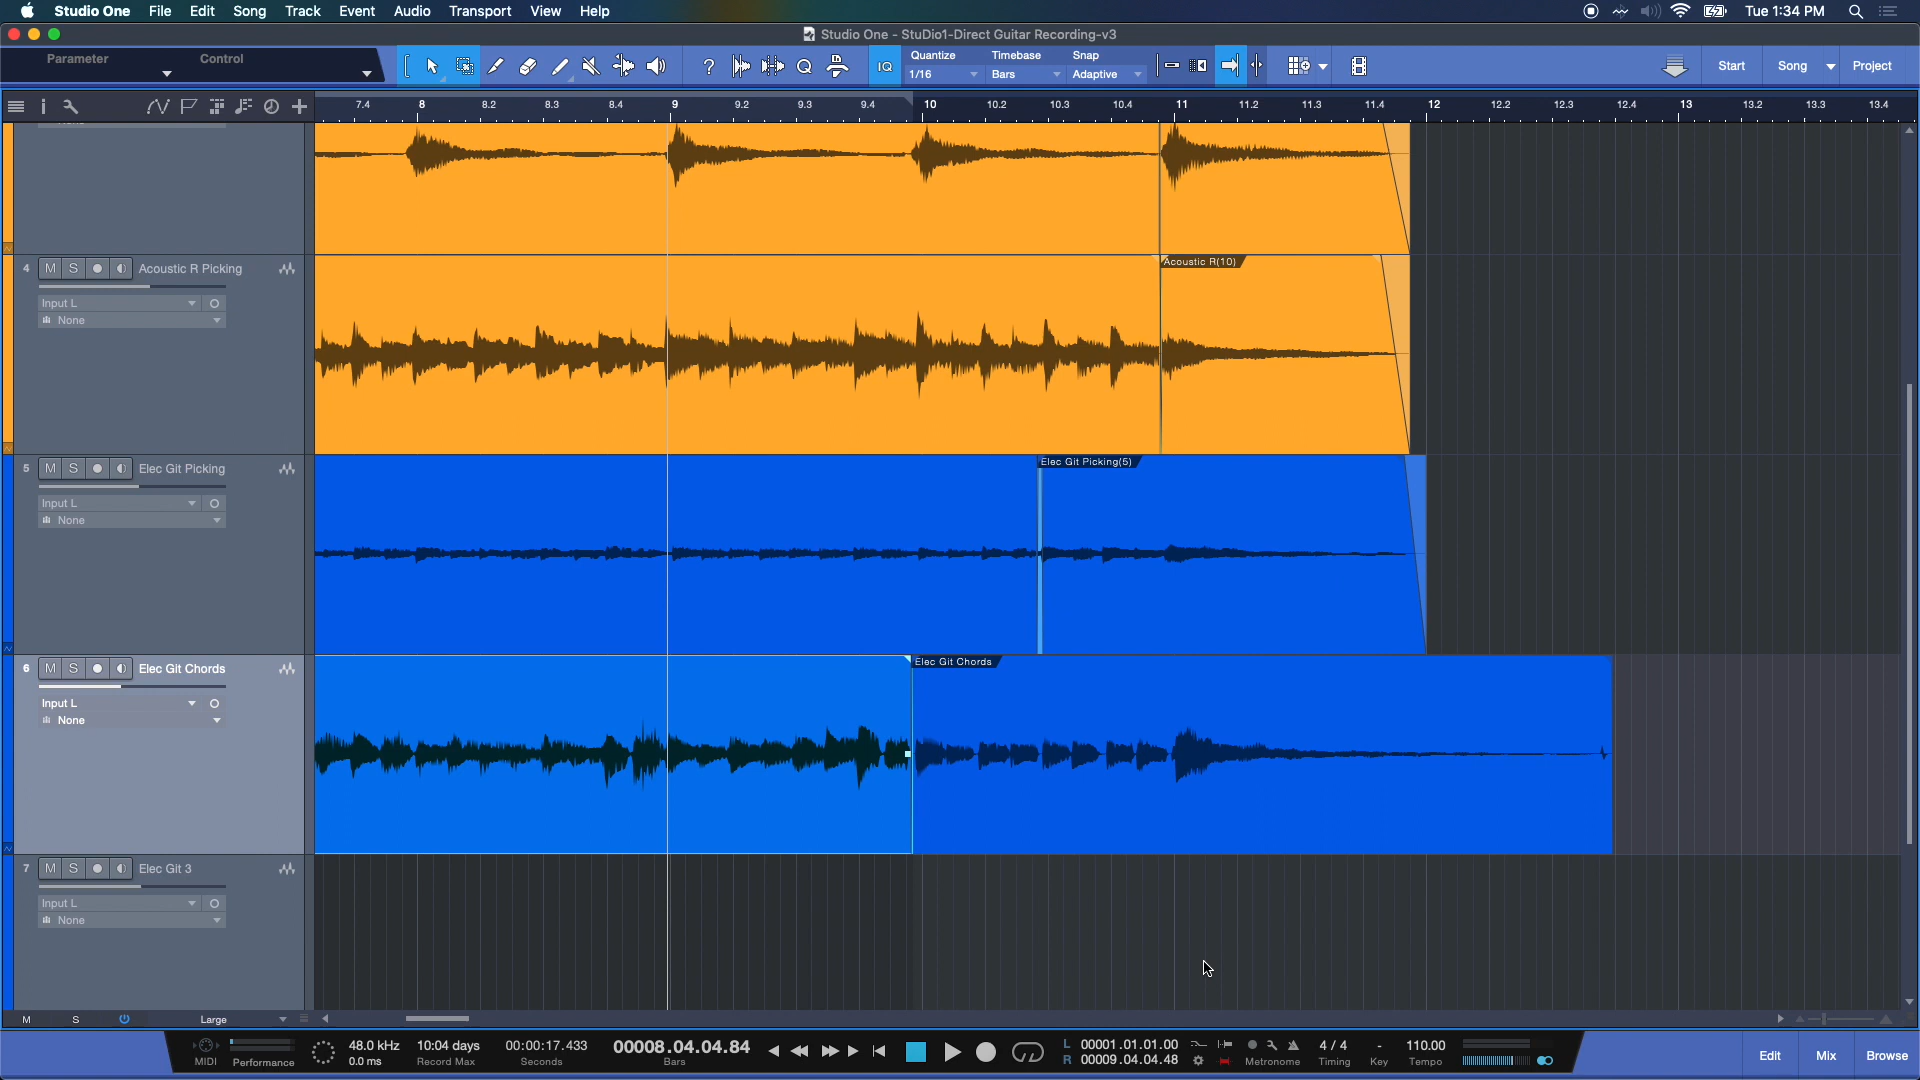 Studio One File Edit Song Track Event Audio Transport View Help Tue 1:34 PM
Studio One - StuDio1-Direct Guitar Recording-v3
Parameter Control
Quantize Timebase Snap
IQ 1/16 Bars Adaptive
Start Song Project
7.4 8 8.2 8.3 8.4 9 9.2 9.3 9.4 10 10.2 10.3 10.4 11 11.2 11.3 11.4 12 12.2 12.3 12.4 13 13.2 13.3 13.4
4 M S Acoustic R Picking
Input L
None
Acoustic R(10)
5 M S Elec Git Picking
Input L
None
Elec Git Picking(5)
6 M S Elec Git Chords
Input L
None
Elec Git Chords
7 M S Elec Git 3
Input L
None
M S Large
MIDI Performance
48.0 kHz
0.0 ms
10:04 days
Record Max
00:00:17.433
Seconds
00008.04.04.84
Bars
L 00001.01.01.00
R 00009.04.04.48
Metronome
4 / 4
Timing
-
Key
110.00
Tempo
Edit Mix Browse